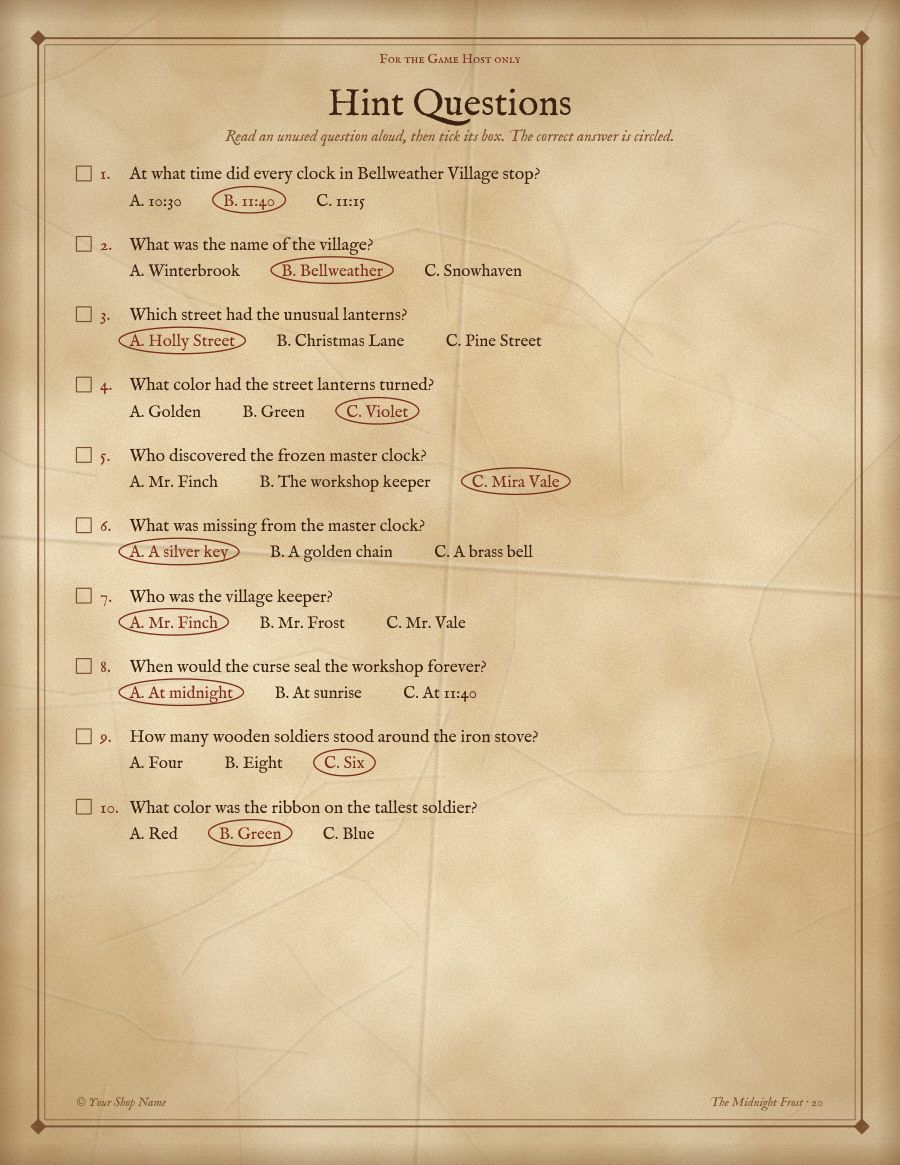 For the Game Host only
Hint Questions
Read an unused question aloud, then tick its box. The correct answer is circled.
1. At what time did every clock in Bellweather Village stop?
A. 10:30 B. 11:40 C. 11:15
2. What was the name of the village?
A. Winterbrook B. Bellweather C. Snowhaven
3. Which street had the unusual lanterns?
A. Holly Street B. Christmas Lane C. Pine Street
4. What color had the street lanterns turned?
A. Golden B. Green C. Violet
5. Who discovered the frozen master clock?
A. Mr. Finch B. The workshop keeper C. Mira Vale
6. What was missing from the master clock?
A. A silver key B. A golden chain C. A brass bell
7. Who was the village keeper?
A. Mr. Finch B. Mr. Frost C. Mr. Vale
8. When would the curse seal the workshop forever?
A. At midnight B. At sunrise C. At 11:40
9. How many wooden soldiers stood around the iron stove?
A. Four B. Eight C. Six
10. What color was the ribbon on the tallest soldier?
A. Red B. Green C. Blue
© Your Shop Name The Midnight Frost · 20